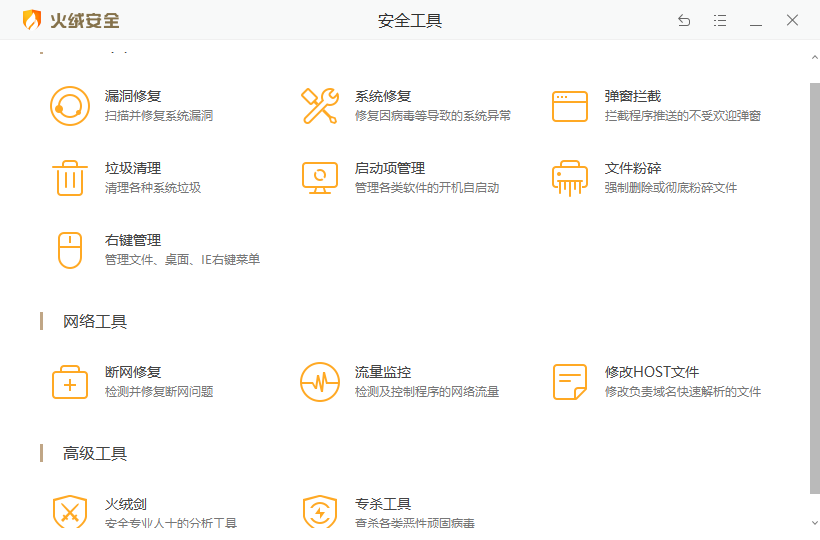 火绒安全
安全工具
漏洞修复
扫描并修复系统漏洞
系统修复
修复因病毒等导致的系统异常
弹窗拦截
拦截程序推送的不受欢迎弹窗
垃圾清理
清理各种系统垃圾
启动项管理
管理各类软件的开机自启动
文件粉碎
强制删除或彻底粉碎文件
右键管理
管理文件、桌面、IE右键菜单
网络工具
断网修复
检测并修复断网问题
流量监控
检测及控制程序的网络流量
修改HOST文件
修改负责域名快速解析的文件
高级工具
火绒剑
安全专业人士的分析工具
专杀工具
查杀各类恶性顽固病毒